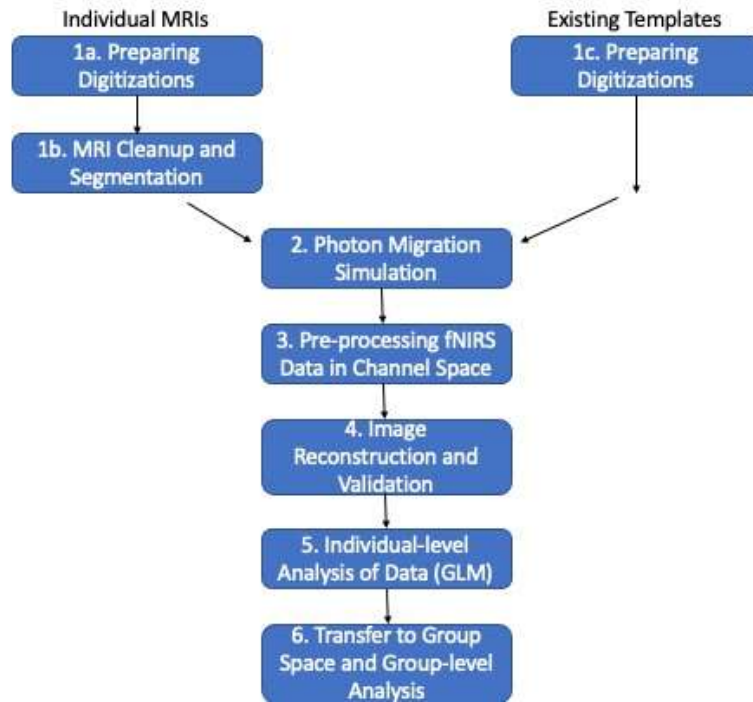 Individual MRIs
Existing Templates
1a. Preparing
Digitizations
1c. Preparing
Digitizations
1b. MRI Cleanup and
Segmentation
2. Photon Migration
Simulation
3. Pre-processing fNIRS
Data in Channel Space
4. Image
Reconstruction and
Validation
5. Individual-level
Analysis of Data (GLM)
6. Transfer to Group
Space and Group-level
Analysis